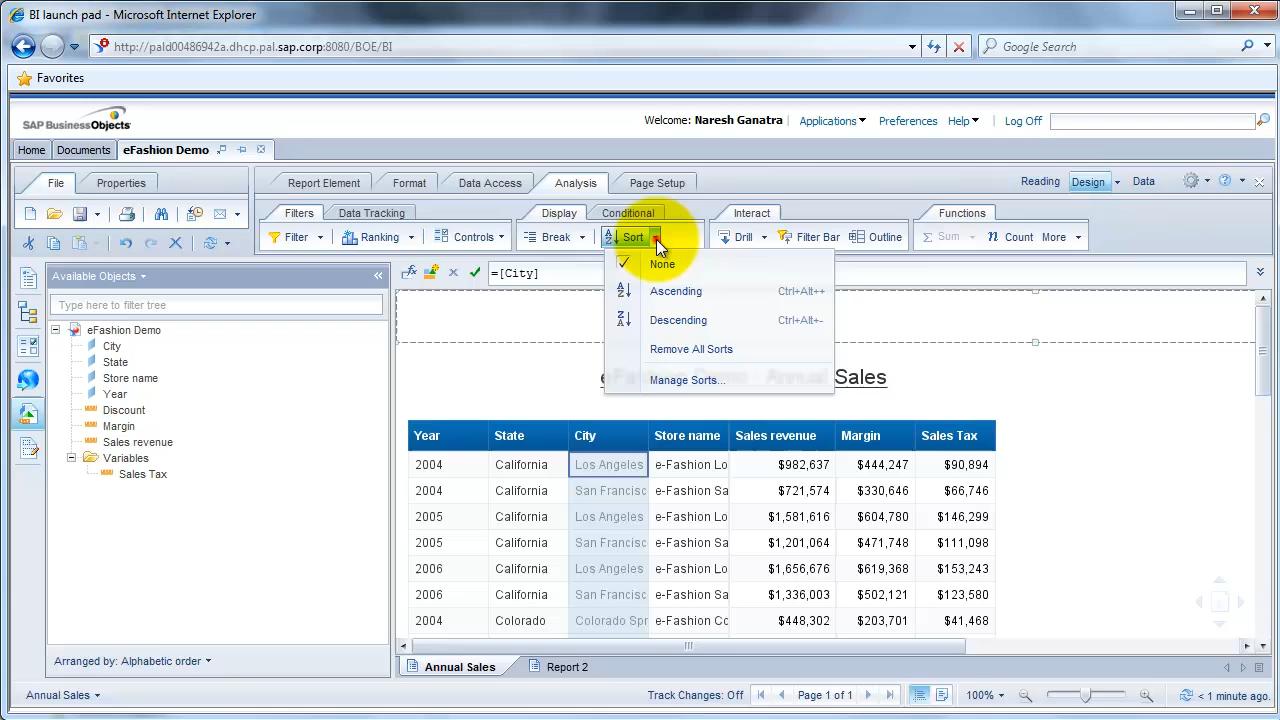 BI launch pad - Microsoft Internet Explorer
http://pald00486942a.dhcp.pal.sap.corp:8080/BOE/BI
Google Search
Favorites
SAP BusinessObjects
Welcome: Naresh Ganatra Applications Preferences Help Log Off
Home Documents eFashion Demo
File Properties Report Element Format Data Access Analysis Page Setup Reading Design Data
Filters Data Tracking Display Conditional Interact Functions
Filter Ranking Controls Break Sort Drill Filter Bar Outline Sum Count More
Available Objects
=[City]
None
Type here to filter tree
Ascending Ctrl+Alt++
Descending Ctrl+Alt+-
Remove All Sorts
Manage Sorts...
eFashion Demo - Annual Sales
eFashion Demo
City
State
Store name
Year
Discount
Margin
Sales revenue
Variables
Sales Tax
Year State City Store name Sales revenue Margin Sales Tax
2004 California Los Angeles e-Fashion Lo 637 $444,247 $90,894
2004 California San Francisc e-Fashion Sa $721,574 $330,646 $66,746
2005 California Los Angeles e-Fashion Lo $1,581,616 $604,780 $146,299
2005 California San Francisc e-Fashion Sa $1,201,064 $471,748 $111,098
2006 California Los Angeles e-Fashion Lo $1,656,676 $619,368 $153,243
2006 California San Francisc e-Fashion Sa $1,336,003 $502,121 $123,580
2004 Colorado Colorado Spr e-Fashion Co $448,302 $203,701 $41,468
Arranged by: Alphabetic order
Annual Sales Report 2
Annual Sales Track Changes: Off Page 1 of 1 100% < 1 minute ago